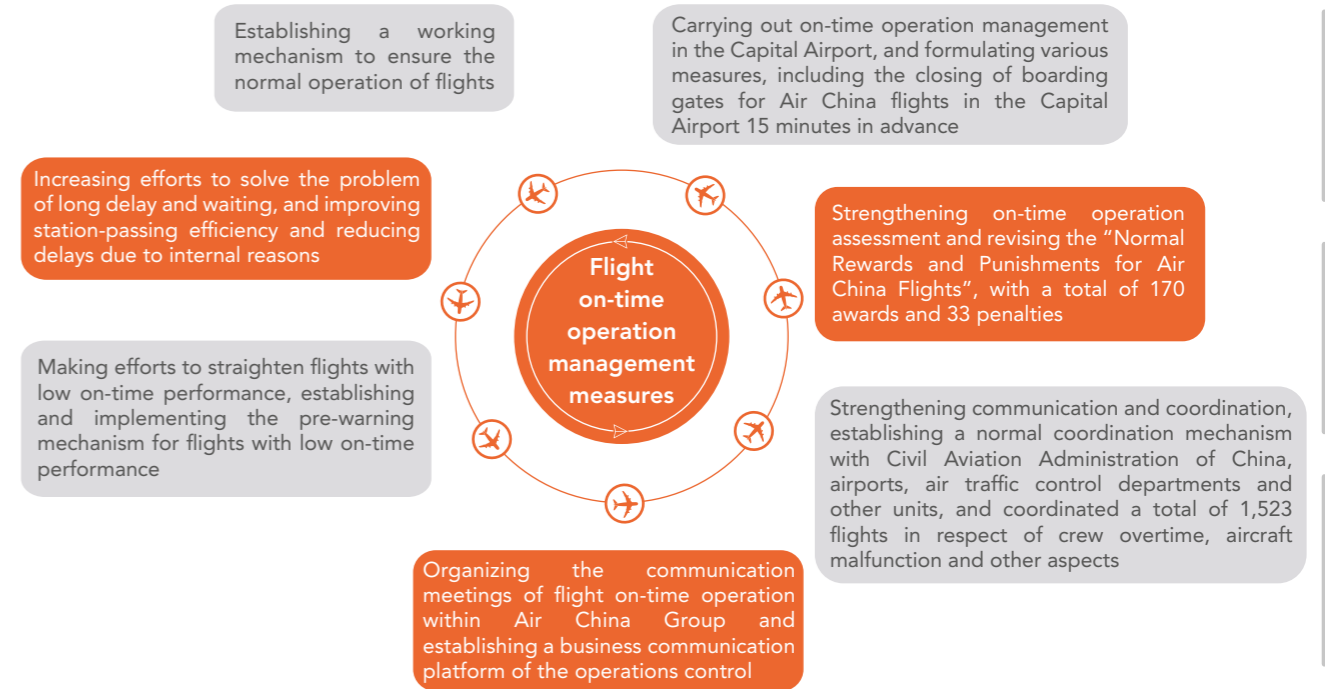 Establishing a working
mechanism to ensure the
normal operation of flights
Carrying out on-time operation management
in the Capital Airport, and formulating various
measures, including the closing of boarding
gates for Air China flights in the Capital
Airport 15 minutes in advance
Increasing efforts to solve the problem
of long delay and waiting, and improving
station-passing efficiency and reducing
delays due to internal reasons
Flight
on-time
operation
management
measures
Strengthening on-time operation
assessment and revising the "Normal
Rewards and Punishments for Air
China Flights", with a total of 170
awards and 33 penalties
Making efforts to straighten flights with
low on-time performance, establishing
and implementing the pre-warning
mechanism for flights with low on-time
performance
Strengthening communication and coordination,
establishing a normal coordination mechanism
with Civil Aviation Administration of China,
airports, air traffic control departments and
other units, and coordinated a total of 1,523
flights in respect of crew overtime, aircraft
malfunction and other aspects
Organizing the communication
meetings of flight on-time operation
within Air China Group and
establishing a business communication
platform of the operations control